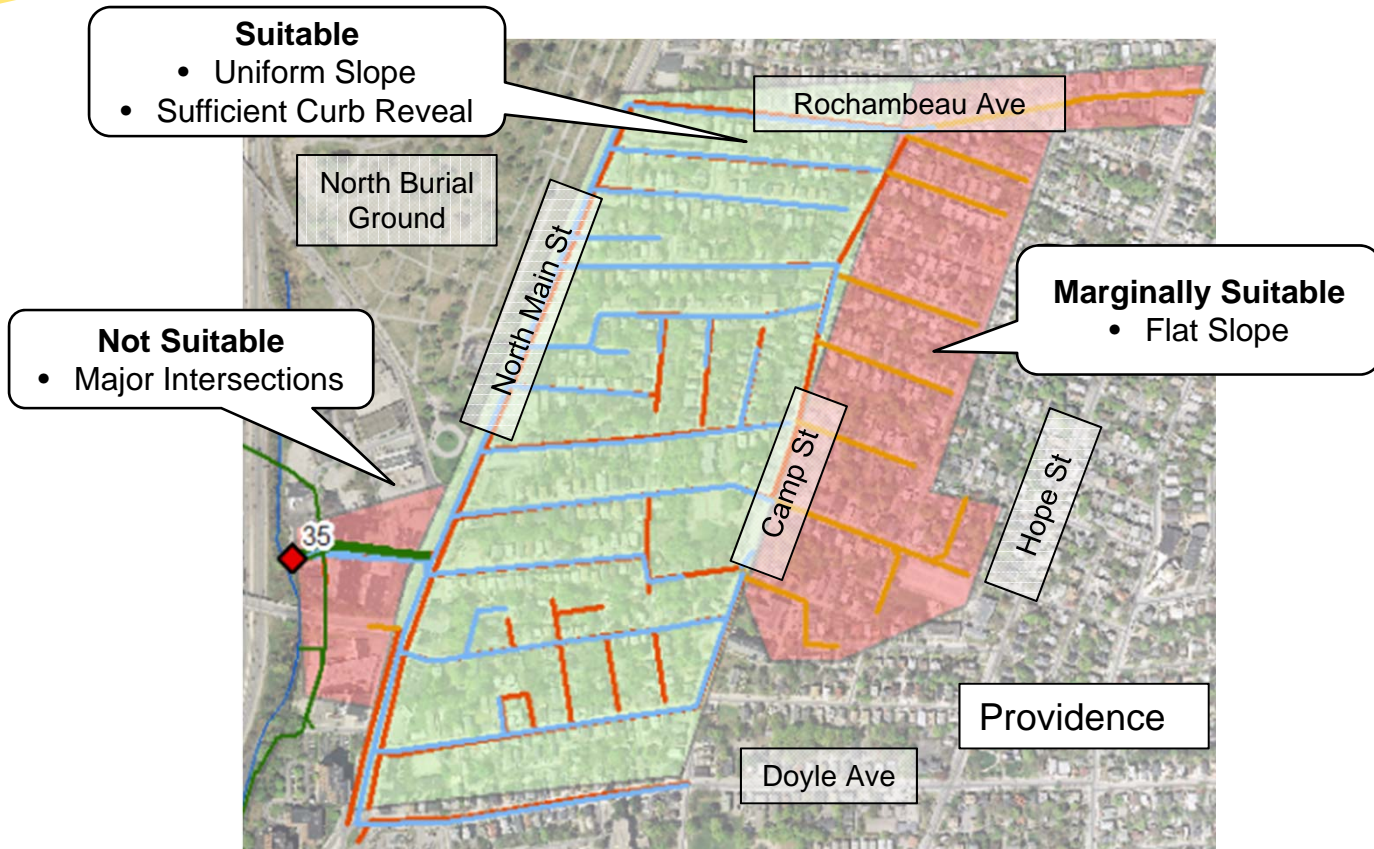 Suitable
• Uniform Slope
• Sufficient Curb Reveal
Rochambeau Ave
North Burial
Ground
North Main St
Marginally Suitable
• Flat Slope
Not Suitable
• Major Intersections
Camp St
Hope St
35
Providence
Doyle Ave